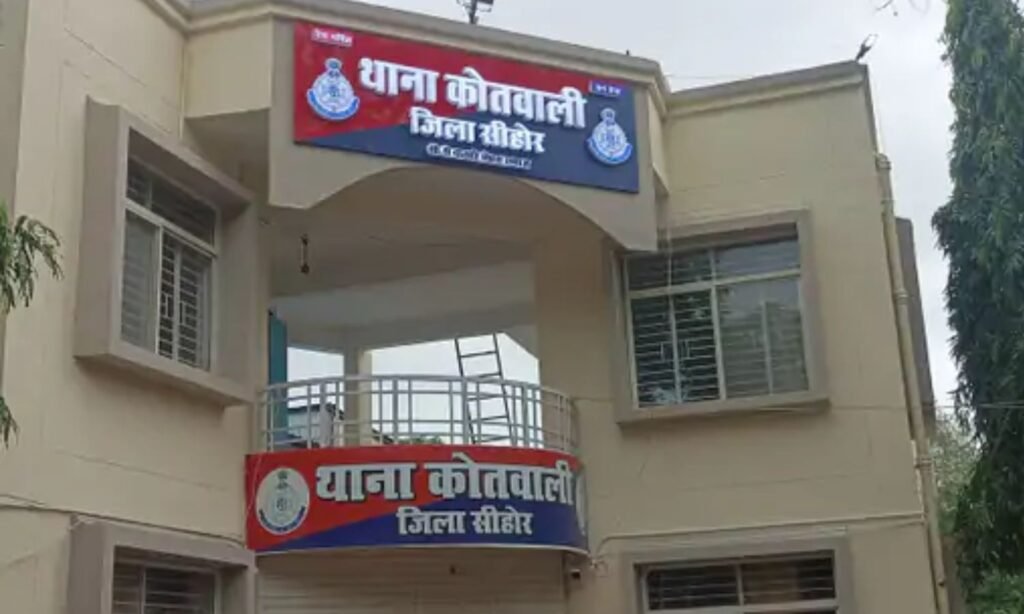 थाना कोतवाली
जिला सीहोर
थाना कोतवाली
जिला सीहोर